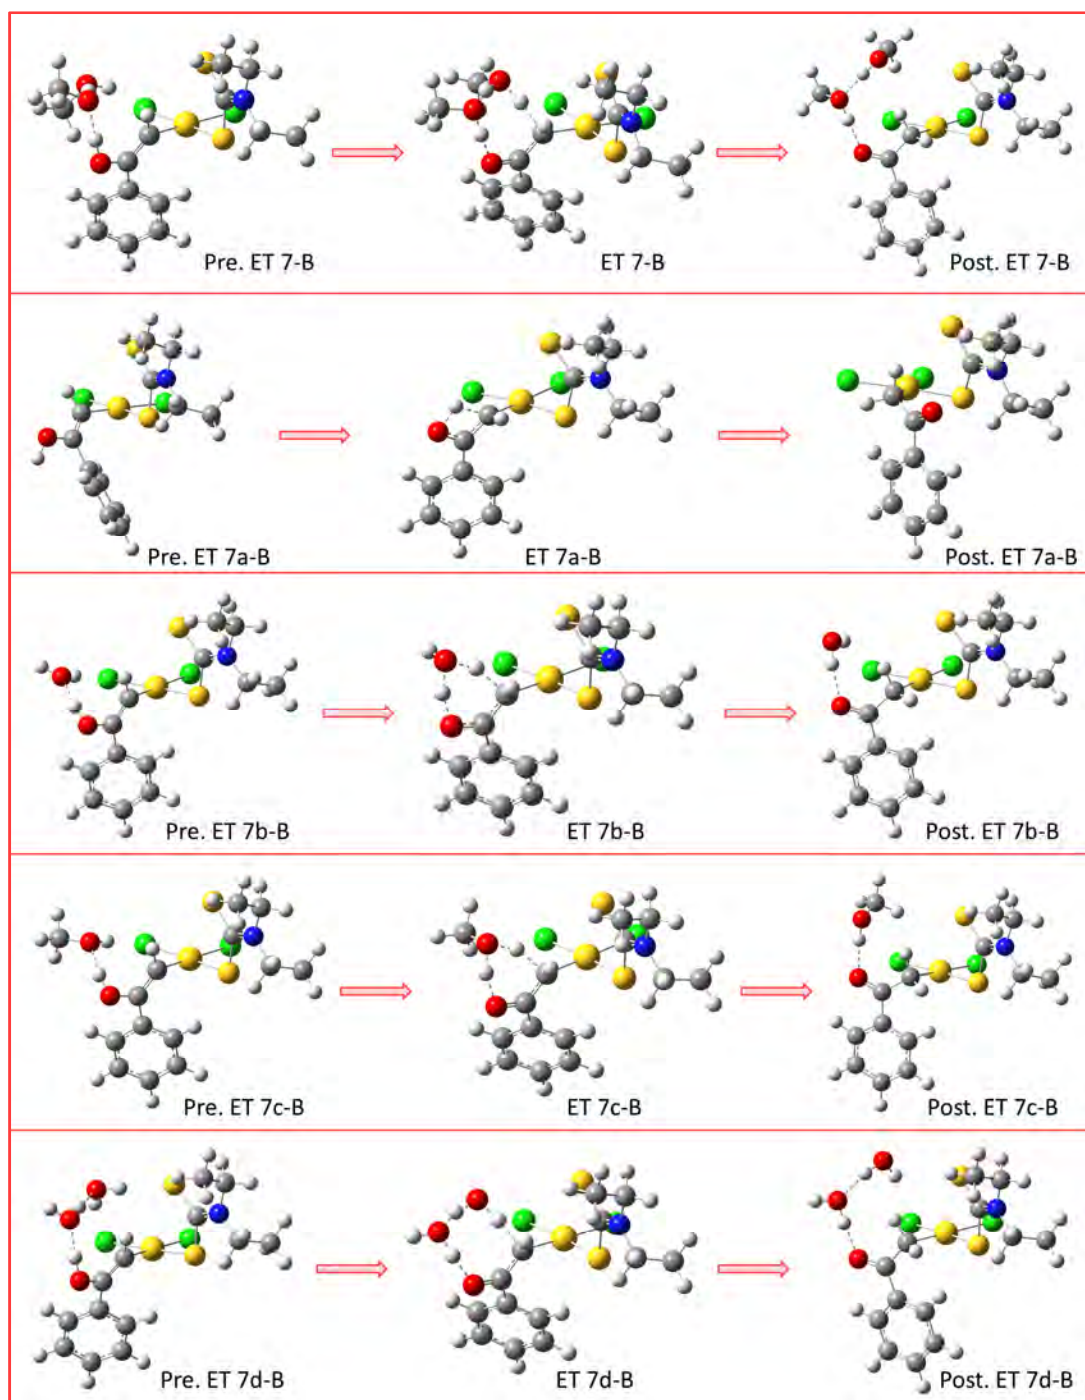 Pre. ET 7-B
ET 7-B
Post. ET 7-B
Pre. ET 7a-B
ET 7a-B
Post. ET 7a-B
Pre. ET 7b-B
ET 7b-B
Post. ET 7b-B
Pre. ET 7c-B
ET 7c-B
Post. ET 7c-B
Pre. ET 7d-B
ET 7d-B
Post. ET 7d-B